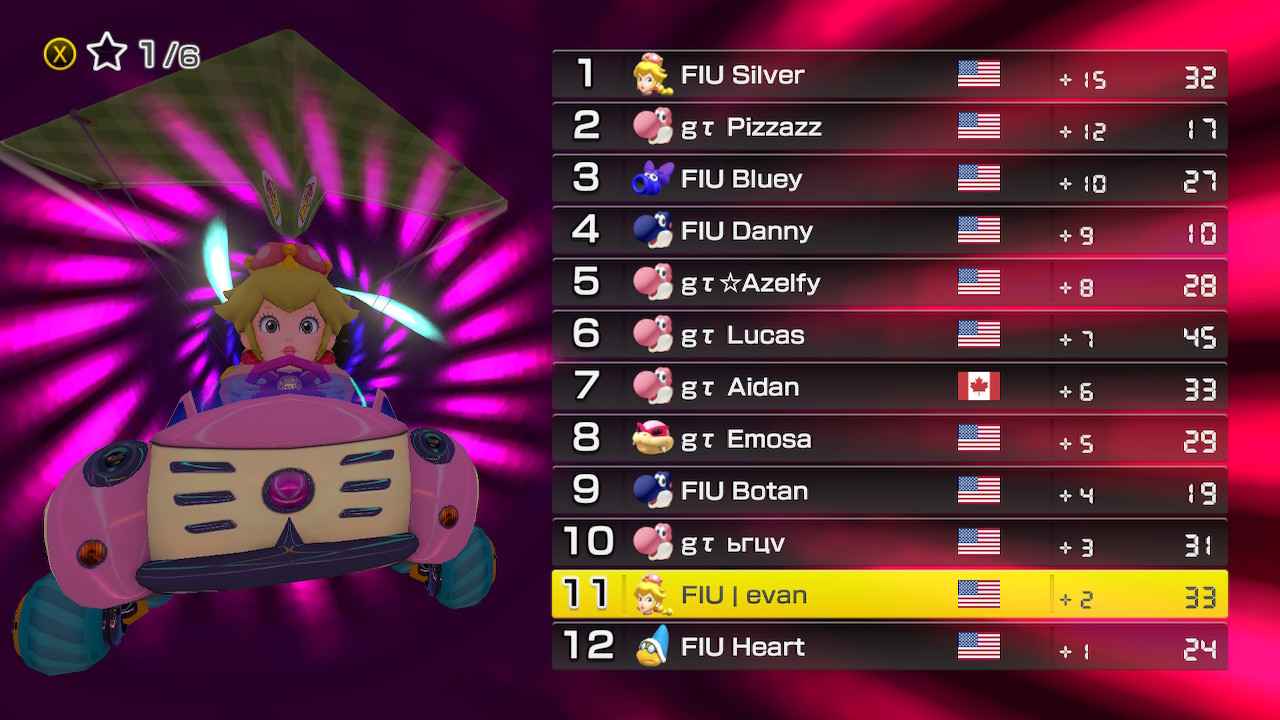 X 1/6
1 FIU Silver +15 32
2 gτ Pizzazz +12 17
3 FIU Bluey +10 27
4 FIU Danny +9 10
5 gτ☆Azelfy +8 28
6 gτ Lucas +7 45
7 gτ Aidan +6 33
8 gτ Emosa +5 29
9 FIU Botan +4 19
10 gτ ьгцv +3 31
11 FIU | evan +2 33
12 FIU Heart +1 24